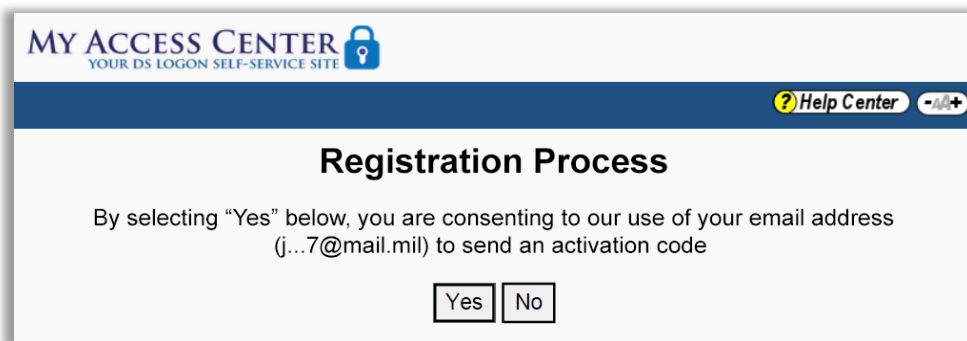 MY ACCESS CENTER
YOUR DS LOGON SELF-SERVICE SITE
? Help Center -AA+
Registration Process
By selecting “Yes” below, you are consenting to our use of your email address
(j...7@mail.mil) to send an activation code
Yes No